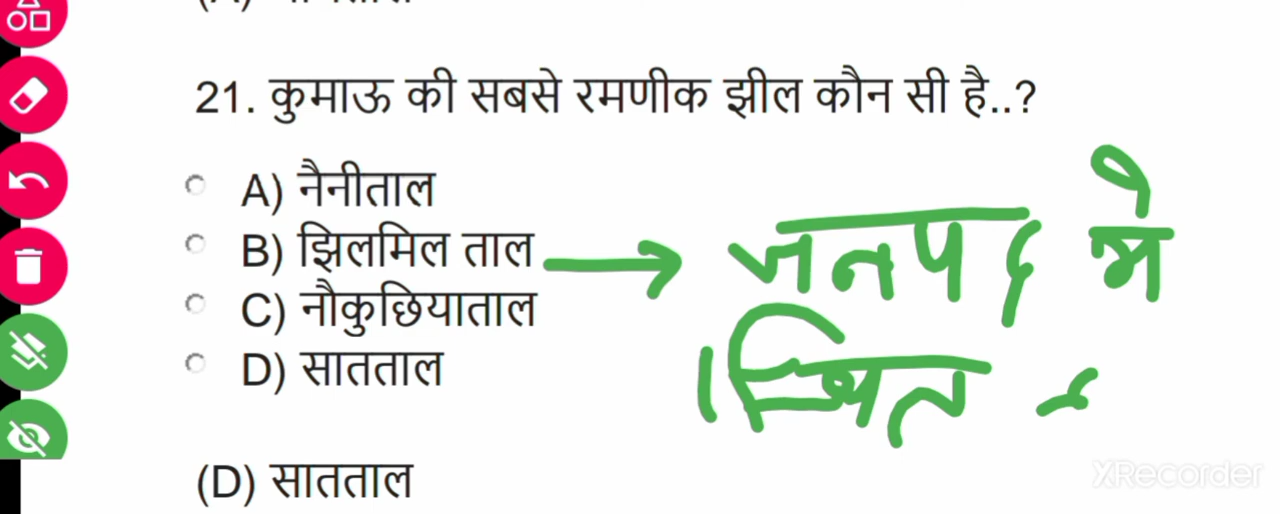 21. कुमाऊ की सबसे रमणीक झील कौन सी है..?
A) नैनीताल
B) झिलमिल ताल
C) नौकुछियाताल
D) सातताल
जनपद मे
स्थित
(D) सातताल
XRecorder